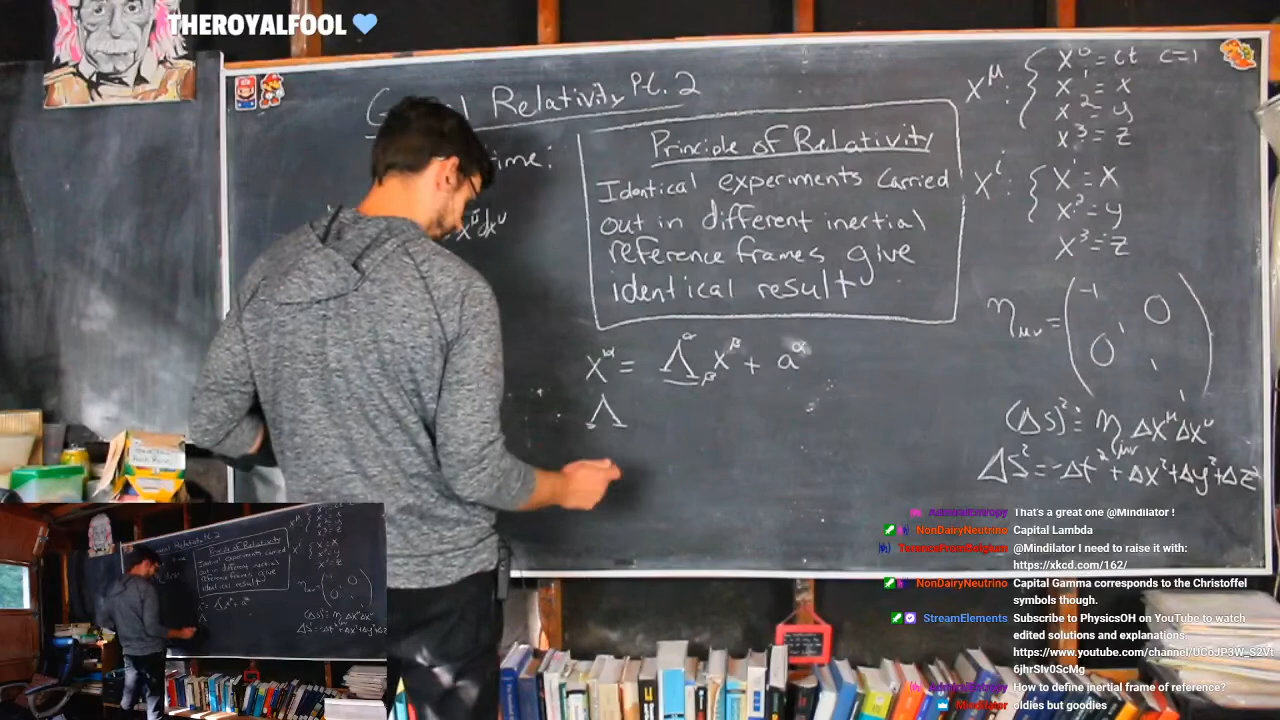 THEROYALFOOL
Relativity Pt. 2
ime:
Principle of Relativity
Identical experiments carried
out in different inertial
reference frames give
identical result
x^α = Λ^α_β x^β + a^α
Λ
x^μ: { x^0 = ct c=1
x^1 = x
x^2 = y
x^3 = z
x^i: { x^1 = x
x^2 = y
x^3 = z
η_μν = ( -1 0
1
0 1
1 )
(Δs)^2 = η_μν Δx^μ Δx^ν
Δs^2 = -Δt^2 + Δx^2 + Δy^2 + Δz^2
That's a great one @Mindilator !
NonDairyNeutrino Capital Lambda
@Mindilator I need to raise it with:
https://xkcd.com/162/
NonDairyNeutrino Capital Gamma corresponds to the Christoffel
symbols though.
StreamElements Subscribe to PhysicsOH on YouTube to watch
edited solutions and explanations
How to define inertial frame of reference?
Mindilator oldies but goodies